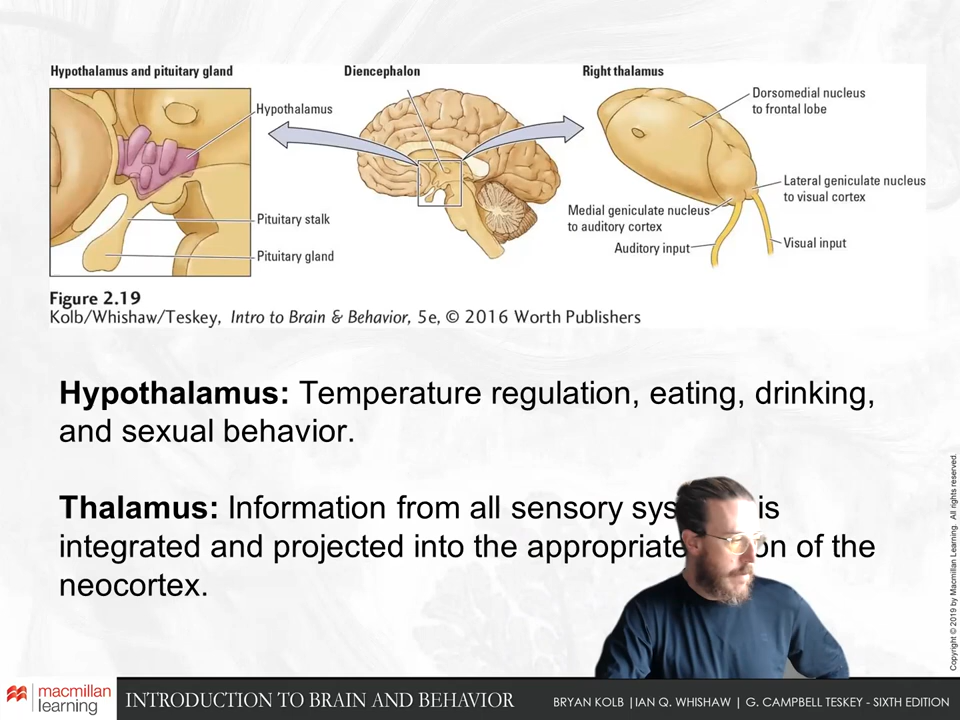 Hypothalamus and pituitary gland
Diencephalon
Right thalamus
Hypothalamus
Pituitary stalk
Pituitary gland
Dorsomedial nucleus
to frontal lobe
Lateral geniculate nucleus
to visual cortex
Medial geniculate nucleus
to auditory cortex
Auditory input
Visual input
Figure 2.19
Kolb/Whishaw/Teskey, Intro to Brain & Behavior, 5e, © 2016 Worth Publishers
Hypothalamus: Temperature regulation, eating, drinking,
and sexual behavior.
Thalamus: Information from all sensory is
integrated and projected into the appropriate of the
neocortex.
Copyright © 2019 by Macmillan Learning. All rights reserved.
macmillan
learning
INTRODUCTION TO BRAIN AND BEHAVIOR
BRYAN KOLB |IAN Q. WHISHAW | G. CAMPBELL TESKEY - SIXTH EDITION